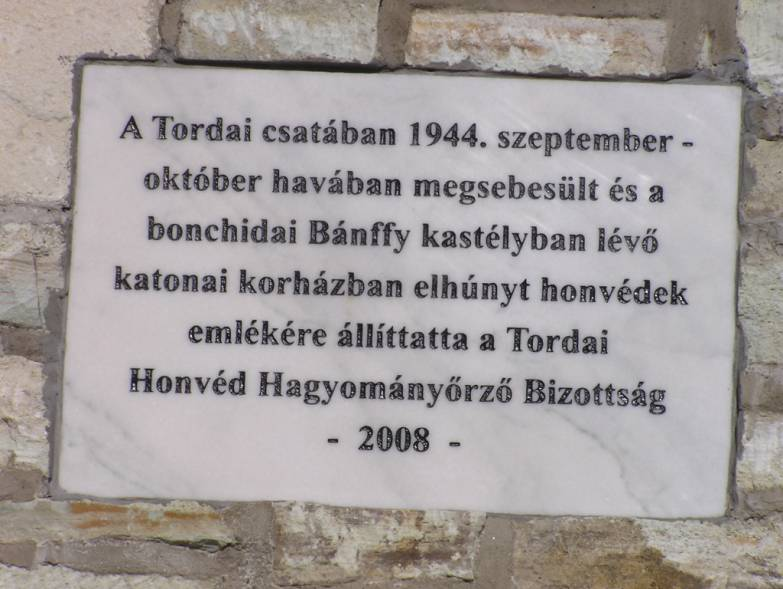 A Tordai csatában 1944. szeptember -
október havában megsebesült és a
bonchidai Bánffy kastélyban lévő
katonai korházban elhúnyt honvédek
emlékére állíttatta a Tordai
Honvéd Hagyományőrző Bizottság
- 2008 -